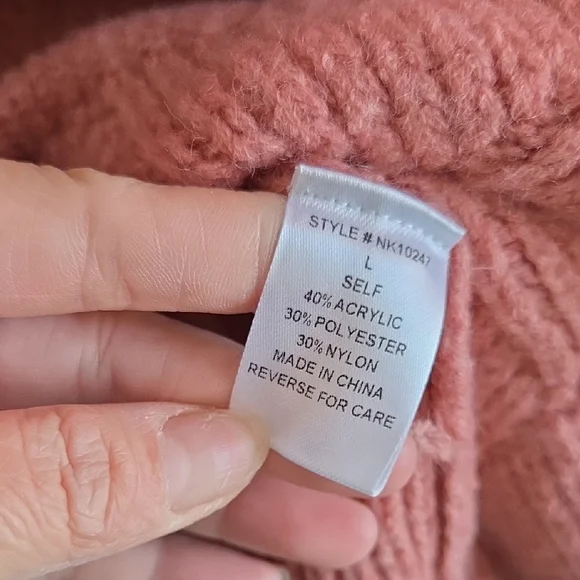 STYLE # NK10247
L
SELF
40% ACRYLIC
30% POLYESTER
30% NYLON
MADE IN CHINA
REVERSE FOR CARE